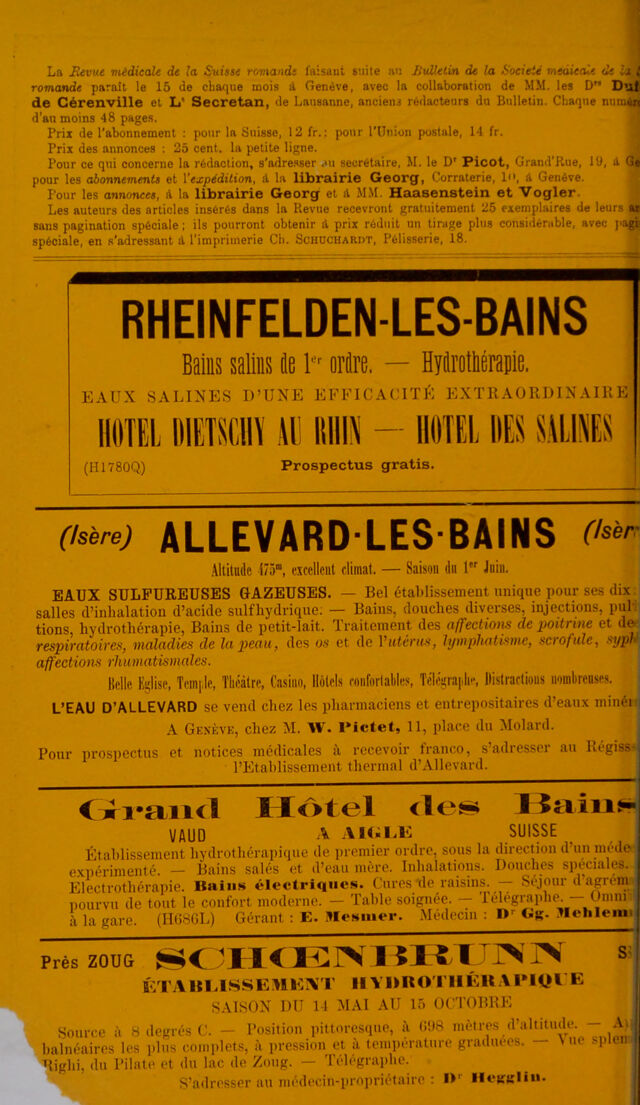 La Revue médicale de la Suisse romande faisant suite au Bulletin de la Société médicale de la
romande paraît le 15 de chaque mois à Genève, avec la collaboration de MM. les Drs
de Cérenville et Lt Secretan, de Lausanne, anciens rédacteurs du Bulletin. Chaque
d'au moins 48 pages.
Prix de l'abonnement : pour la Suisse, 12 fr.; pour l'Union postale, 14 fr.
Prix des annonces : 25 cent. la petite ligne.
Pour ce qui concerne la rédaction, s'adresser au secrétaire, M. le Dr Picot, Grand'Rue, 19, à
pour les abonnements et l'expédition, à la librairie Georg, Corraterie, 10, à Genève.
Pour les annonces, à la librairie Georg et à MM. Haasenstein et Vogler.
Les auteurs des articles insérés dans la Revue recevront gratuitement 25 exemplaires de leurs
sans pagination spéciale; ils pourront obtenir à prix réduit un tirage plus considérable, avec
spéciale, en s'adressant à l'imprimerie Ch. SCHUCHARDT, Pélisserie, 18.
RHEINFELDEN-LES-BAINS
Bains salins de 1er ordre. — Hydrothérapie.
EAUX SALINES D'UNE EFFICACITÉ EXTRAORDINAIRE
HOTEL DIETSCHY AU RHIN — HOTEL DES SALINES
(H1780Q) Prospectus gratis.
(Isère) ALLEVARD-LES-BAINS
Altitude 475m, excellent climat. — Saison du 1er Juin.
EAUX SULFUREUSES GAZEUSES. — Bel établissement unique pour ses dix
salles d'inhalation d'acide sulfhydrique. — Bains, douches diverses, injections, pul
tions, hydrothérapie, Bains de petit-lait. Traitement des affections de poitrine et de
respiratoires, maladies de la peau, des os et de l'utérus, lymphatisme, scrofule,
affections rhumatismales.
Belle Eglise, Temple, Théâtre, Casino, Hôtels confortables, Télégraphe, Distractions nombreuses.
L'EAU D'ALLEVARD se vend chez les pharmaciens et entrepositaires d'eaux
A GENÈVE, chez M. W. Pictet, 11, place du Molard.
Pour prospectus et notices médicales à recevoir franco, s'adresser au
l'Etablissement thermal d'Allevard.
Grand Hôtel des Bains
VAUD A AIGLE SUISSE
Établissement hydrothérapique de premier ordre, sous la direction d'un
expérimenté. — Bains salés et d'eau mère. Inhalations. Douches spéciales.
Electrothérapie. Bains électriques. Cures de raisins. — Séjour
pourvu de tout le confort moderne. — Table soignée. — Télégraphe. —
à la gare. (H686L) Gérant : E. Mesmer. Médecin : Dr Gg.
Près ZOUG SCHŒNBRUNN
ÉTABLISSEMENT HYDROTHÉRAPIQUE
SAISON DU 14 MAI AU 15 OCTOBRE
Source à 8 degrés C. — Position pittoresque, à 698 mètres d'altitude. —
balnéaires les plus complets, à pression et à température graduées. — Vue
Righi, du Pilate et du lac de Zoug. — Télégraphe.
S'adresser au médecin-propriétaire : Dr Hegglin.